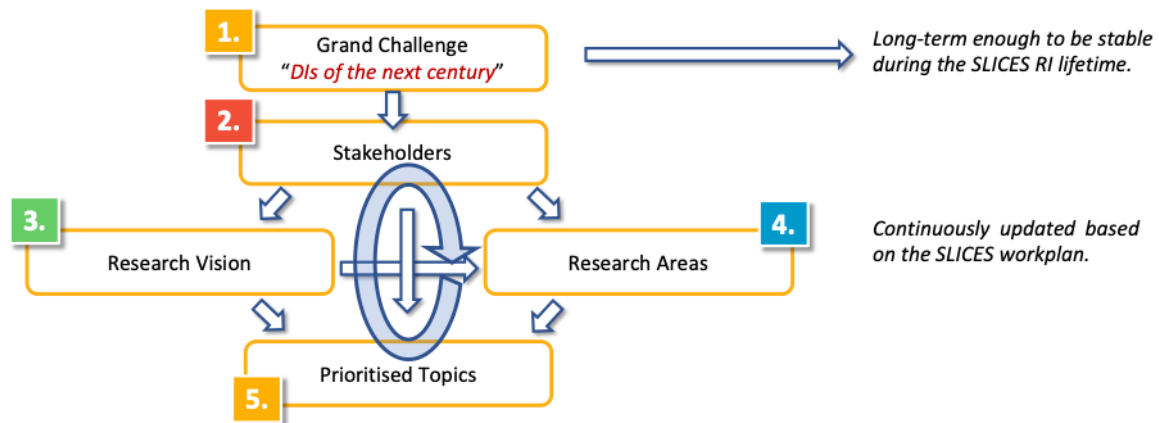 1.
Grand Challenge
“DIs of the next century”
Long-term enough to be stable
during the SLICES RI lifetime.
2.
Stakeholders
3.
Research Vision
4.
Research Areas
Continuously updated based
on the SLICES workplan.
Prioritised Topics
5.